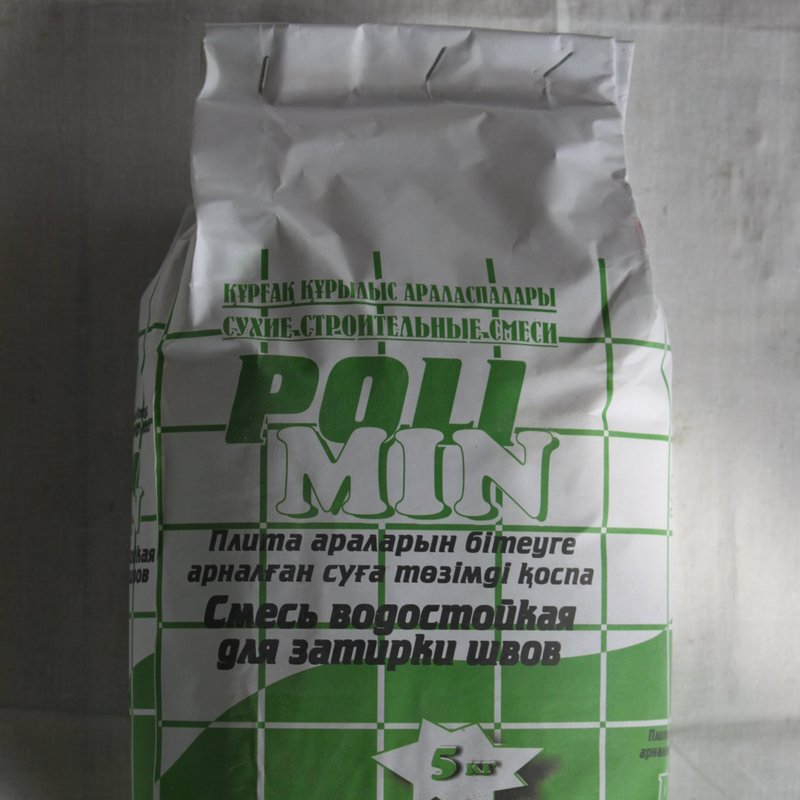 ҚҰРҒАҚ ҚҰРЫЛЫС АРАЛАСПАЛАРЫ
СУХИЕ СТРОИТЕЛЬНЫЕ СМЕСИ
POLI
MIN
Плита араларын бітеуге
арналған суға төзімді қоспа
Смесь водостойкая
для затирки швов
5 кг